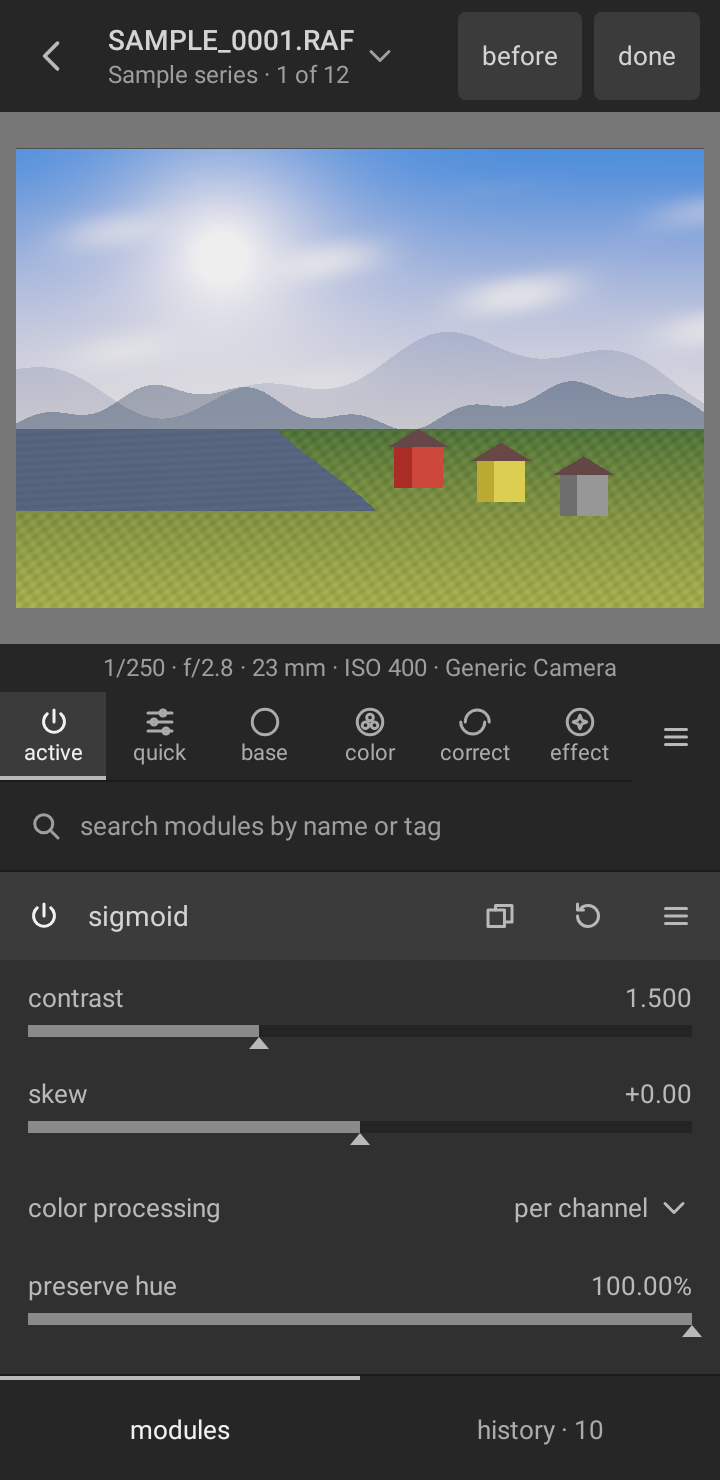 SAMPLE_0001.RAF
Sample series · 1 of 12
before
done
1/250 · f/2.8 · 23 mm · ISO 400 · Generic Camera
active
quick
base
color
correct
effect
search modules by name or tag
sigmoid
contrast 1.500
skew +0.00
color processing per channel
preserve hue 100.00%
modules
history · 10